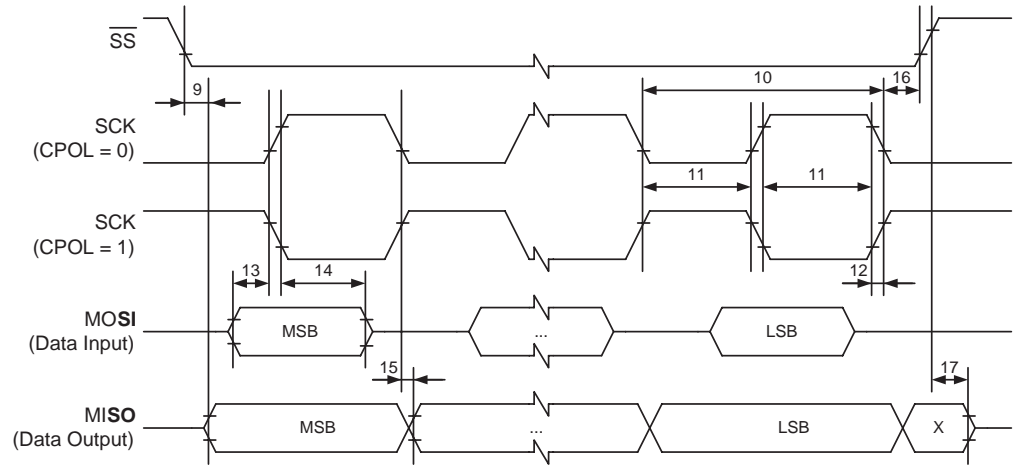 SS
10
9
16
SCK
(CPOL = 0)
11
11
SCK
(CPOL = 1)
13
14
12
MOSI
(Data Input)
MSB
...
LSB
15
17
MISO
(Data Output)
MSB
...
LSB
X